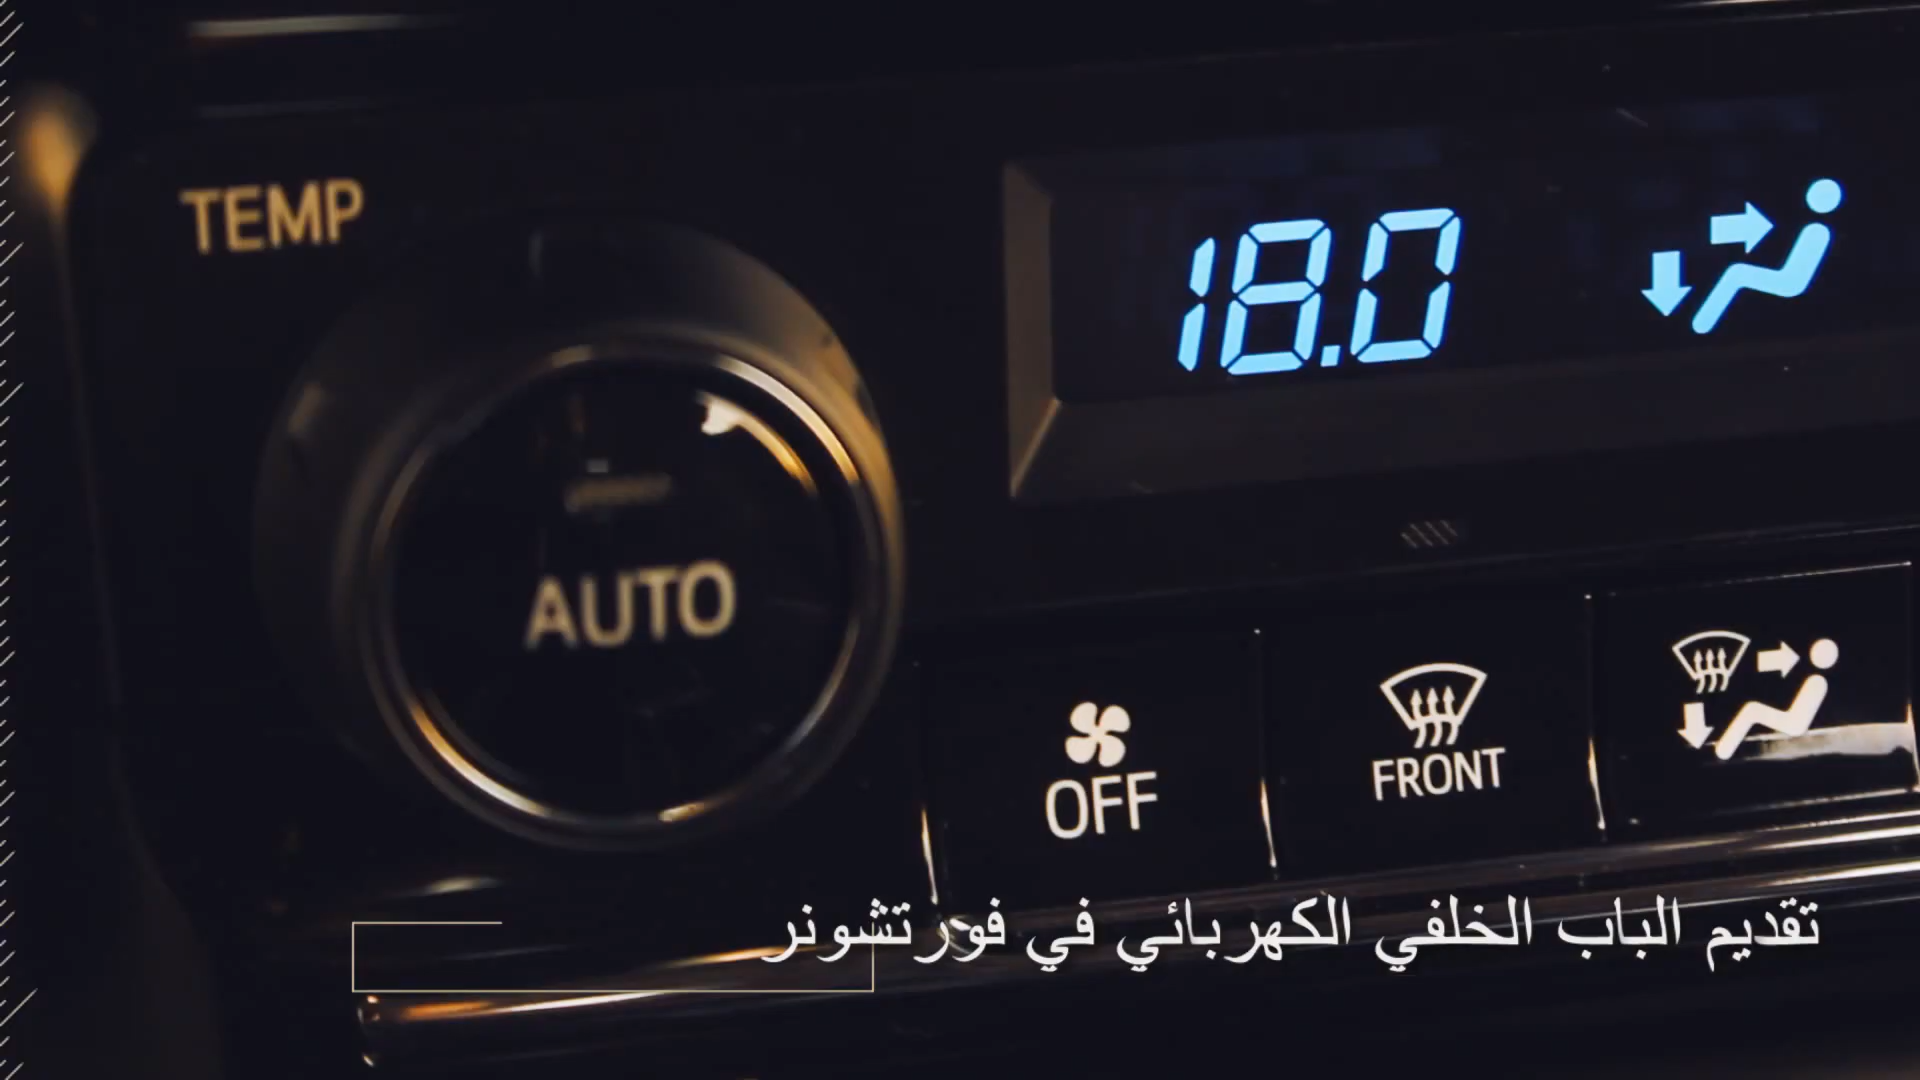 TEMP
18.0
AUTO
OFF
FRONT
تقديم الباب الخلفي الكهربائي في فورتشونر